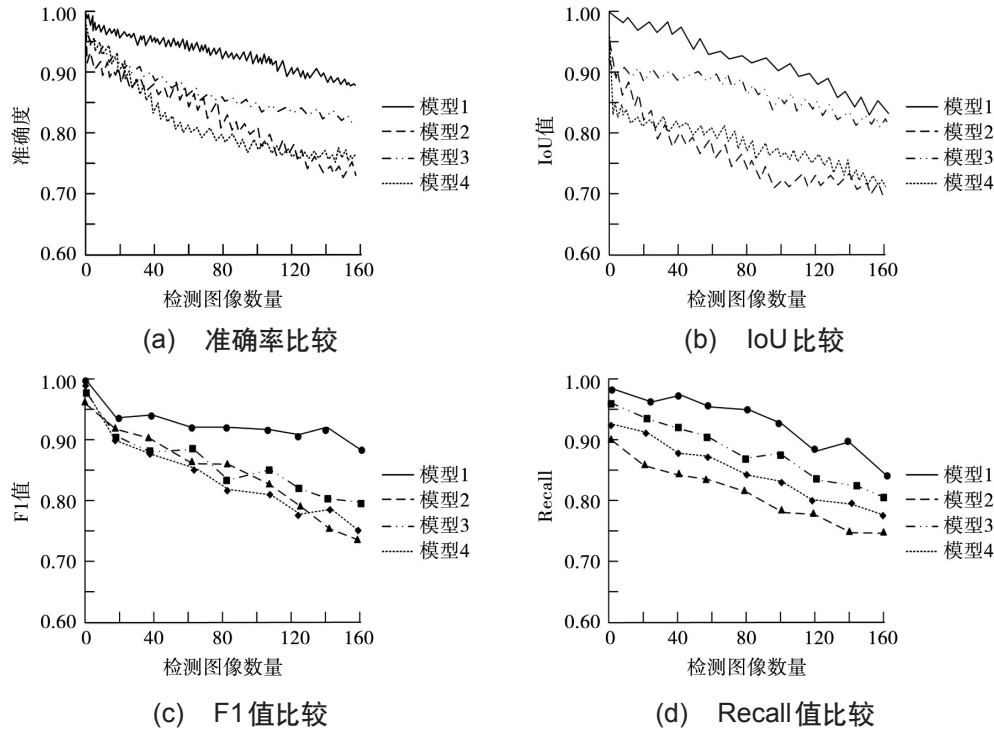 1.00
0.90
0.80
0.70
0.60
准确度
0 40 80 120 160
检测图像数量
模型1
模型2
模型3
模型4
(a) 准确率比较
1.00
0.90
0.80
0.70
0.60
IoU值
0 40 80 120 160
检测图像数量
模型1
模型2
模型3
模型4
(b) IoU比较
1.00
0.90
0.80
0.70
0.60
F1值
0 40 80 120 160
检测图像数量
模型1
模型2
模型3
模型4
(c) F1值比较
1.00
0.90
0.80
0.70
0.60
Recall
0 40 80 120 160
检测图像数量
模型1
模型2
模型3
模型4
(d) Recall值比较